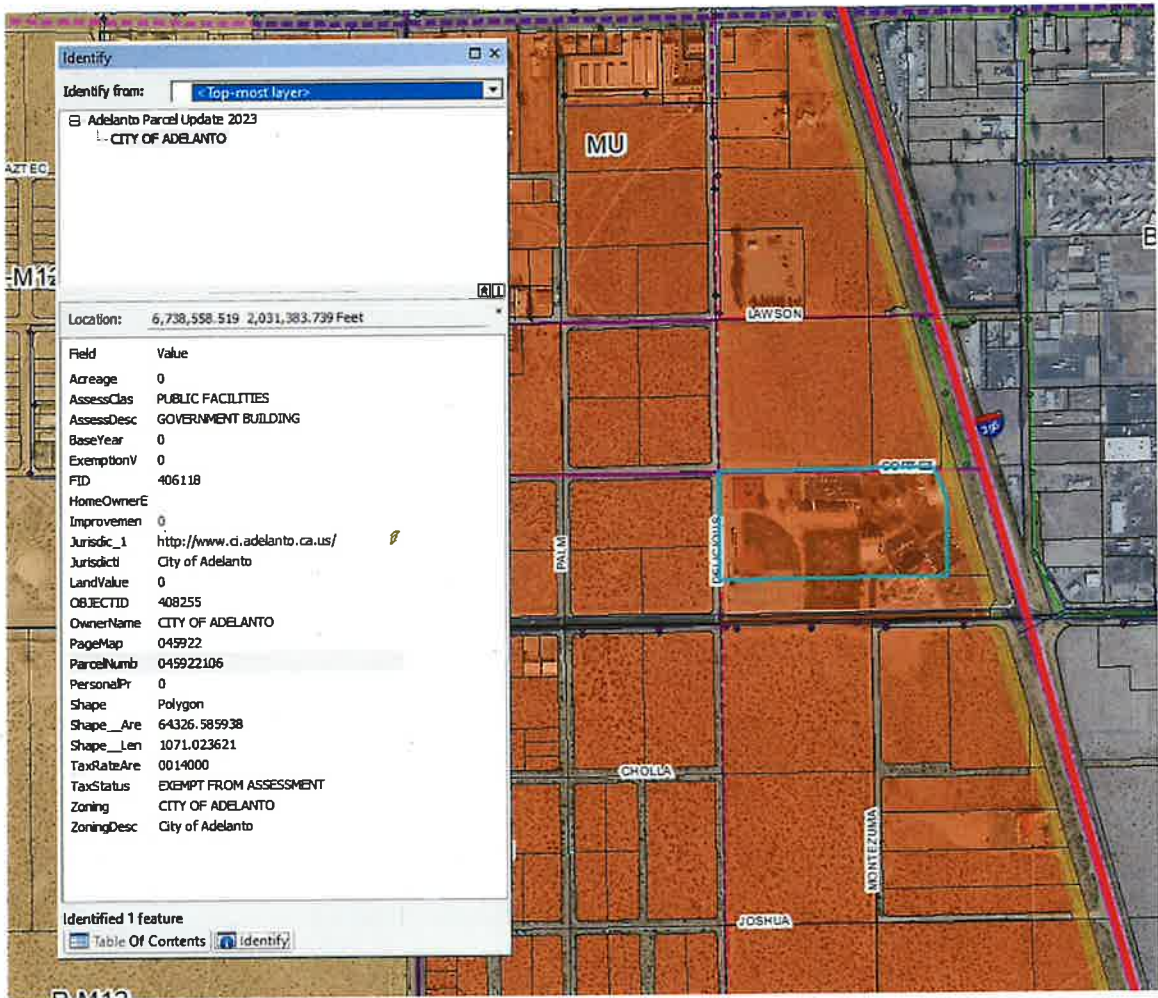 Identify
Identify from: <Top-most layer>
Adelanto Parcel Update 2023
CITY OF ADELANTO
Location: 6,738,558.519 2,031,383.739 Feet
Field Value
Acreage 0
AssessClas PUBLIC FACILITIES
AssessDesc GOVERNMENT BUILDING
BaseYear 0
ExemptionV 0
FID 406118
HomeOwnerE
Improvemen 0
Jurisdic_1 http://www.ci.adelanto.ca.us/
Jurisdicti City of Adelanto
LandValue 0
OBJECTID 408255
OwnerName CITY OF ADELANTO
PageMap 045922
ParcelNumb 045922106
PersonalPr 0
Shape Polygon
Shape__Are 64326.585938
Shape__Len 1071.023621
TaxRateAre 0014000
TaxStatus EXEMPT FROM ASSESSMENT
Zoning CITY OF ADELANTO
ZoningDesc City of Adelanto
Identified 1 feature
Table Of Contents Identify
AZTEC
MU
-M12
LAWSON
395
CORTEZ
PALM
DELICIOUS
CHOLLA
MONTEZUMA
JOSHUA